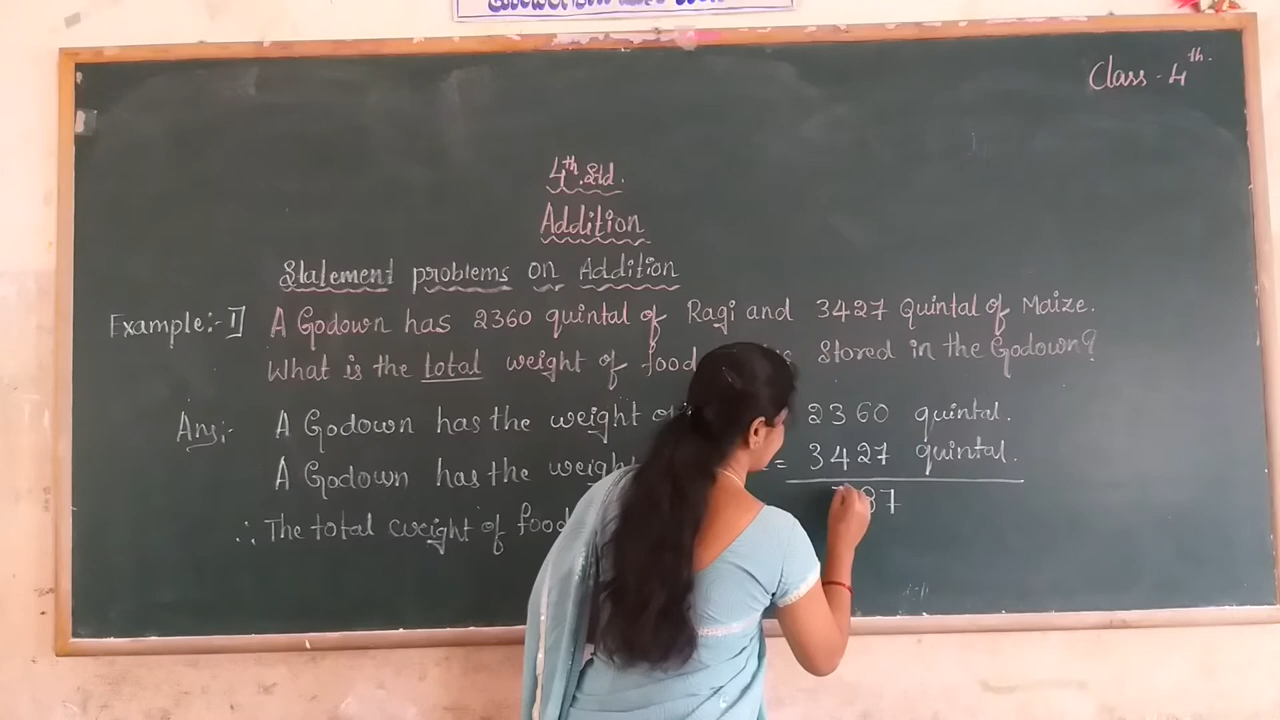 Class - 4th.
4th Std.
Addition
Statement problems on Addition
Example:- 1] A Godown has 2360 quintal of Ragi and 3427 Quintal of Maize.
What is the total weight of food Stored in the Godown?
Ans:- A Godown has the weight 2360 quintal.
A Godown has the weight = 3427 quintal.
∴ The total weight of food 787